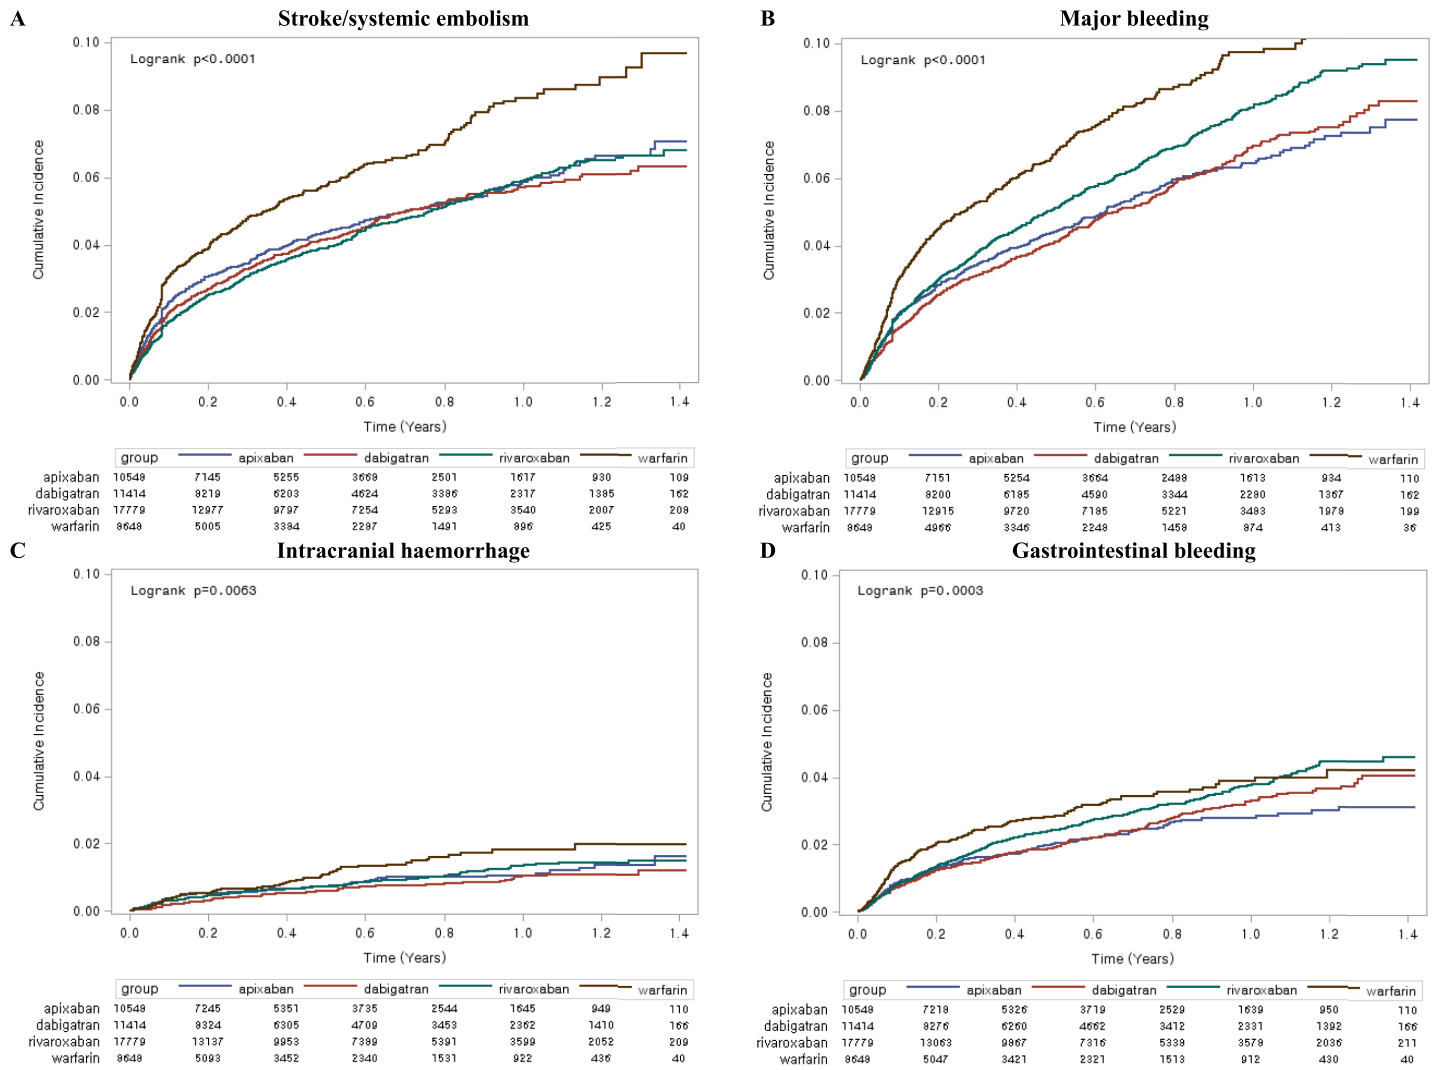 A
Stroke/systemic embolism
Logrank p<0.0001
0.10
0.08
0.06
0.04
0.02
0.00
Cumulative Incidence
0.0 0.2 0.4 0.6 0.8 1.0 1.2 1.4
Time (Years)
group apixaban dabigatran rivaroxaban warfarin
apixaban 10548 7145 5255 3668 2501 1617 930 109
dabigatran 11414 8219 6203 4624 3386 2317 1385 162
rivaroxaban 17779 12977 9797 7254 5293 3540 2007 208
warfarin 8648 5005 3384 2287 1491 896 425 40
B
Major bleeding
Logrank p<0.0001
0.10
0.08
0.06
0.04
0.02
0.00
Cumulative Incidence
0.0 0.2 0.4 0.6 0.8 1.0 1.2 1.4
Time (Years)
group apixaban dabigatran rivaroxaban warfarin
apixaban 10548 7151 5254 3664 2488 1613 934 110
dabigatran 11414 8200 6185 4590 3344 2280 1367 162
rivaroxaban 17779 12915 9720 7185 5221 3483 1978 199
warfarin 8648 4966 3346 2248 1458 874 413 36
C
Intracranial haemorrhage
Logrank p=0.0063
0.10
0.08
0.06
0.04
0.02
0.00
Cumulative Incidence
0.0 0.2 0.4 0.6 0.8 1.0 1.2 1.4
Time (Years)
group apixaban dabigatran rivaroxaban warfarin
apixaban 10548 7245 5351 3735 2544 1645 949 110
dabigatran 11414 8324 6305 4709 3453 2362 1410 166
rivaroxaban 17779 13137 9953 7389 5391 3599 2052 209
warfarin 8648 5093 3452 2340 1531 922 436 40
D
Gastrointestinal bleeding
Logrank p=0.0003
0.10
0.08
0.06
0.04
0.02
0.00
Cumulative Incidence
0.0 0.2 0.4 0.6 0.8 1.0 1.2 1.4
Time (Years)
group apixaban dabigatran rivaroxaban warfarin
apixaban 10548 7218 5326 3719 2529 1639 950 110
dabigatran 11414 8276 6260 4662 3412 2331 1392 166
rivaroxaban 17779 13063 9867 7316 5338 3578 2036 211
warfarin 8648 5047 3421 2321 1513 912 430 40